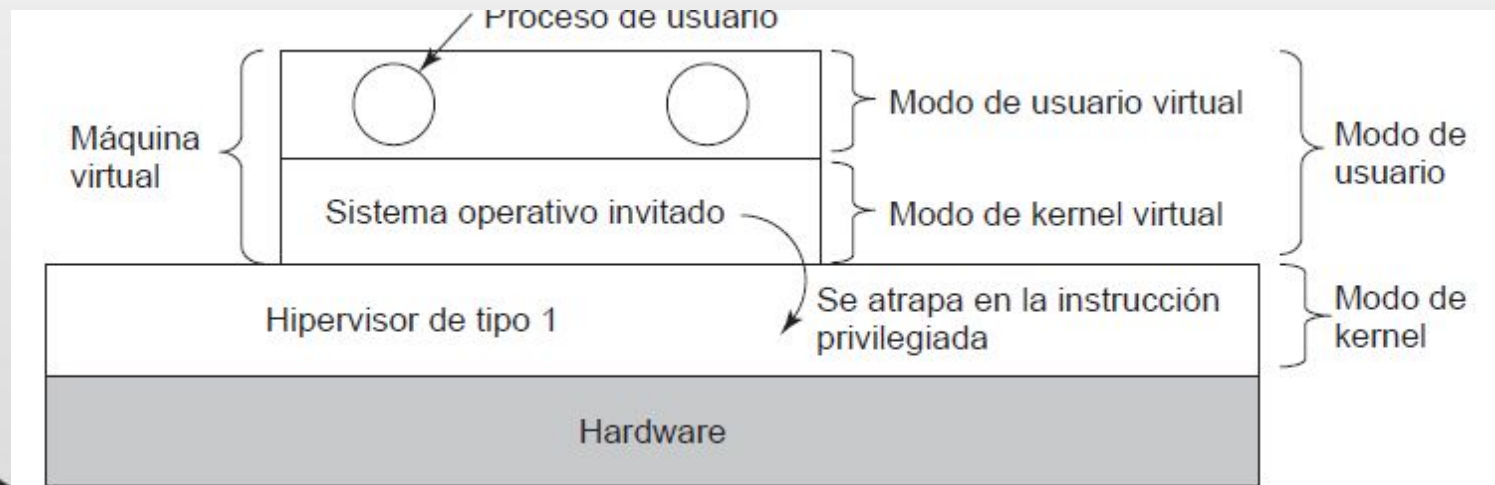 Proceso de usuario
Máquina
virtual
Modo de usuario virtual
Modo de
usuario
Sistema operativo invitado
Modo de kernel virtual
Hipervisor de tipo 1
Se atrapa en la instrucción
privilegiada
Modo de
kernel
Hardware